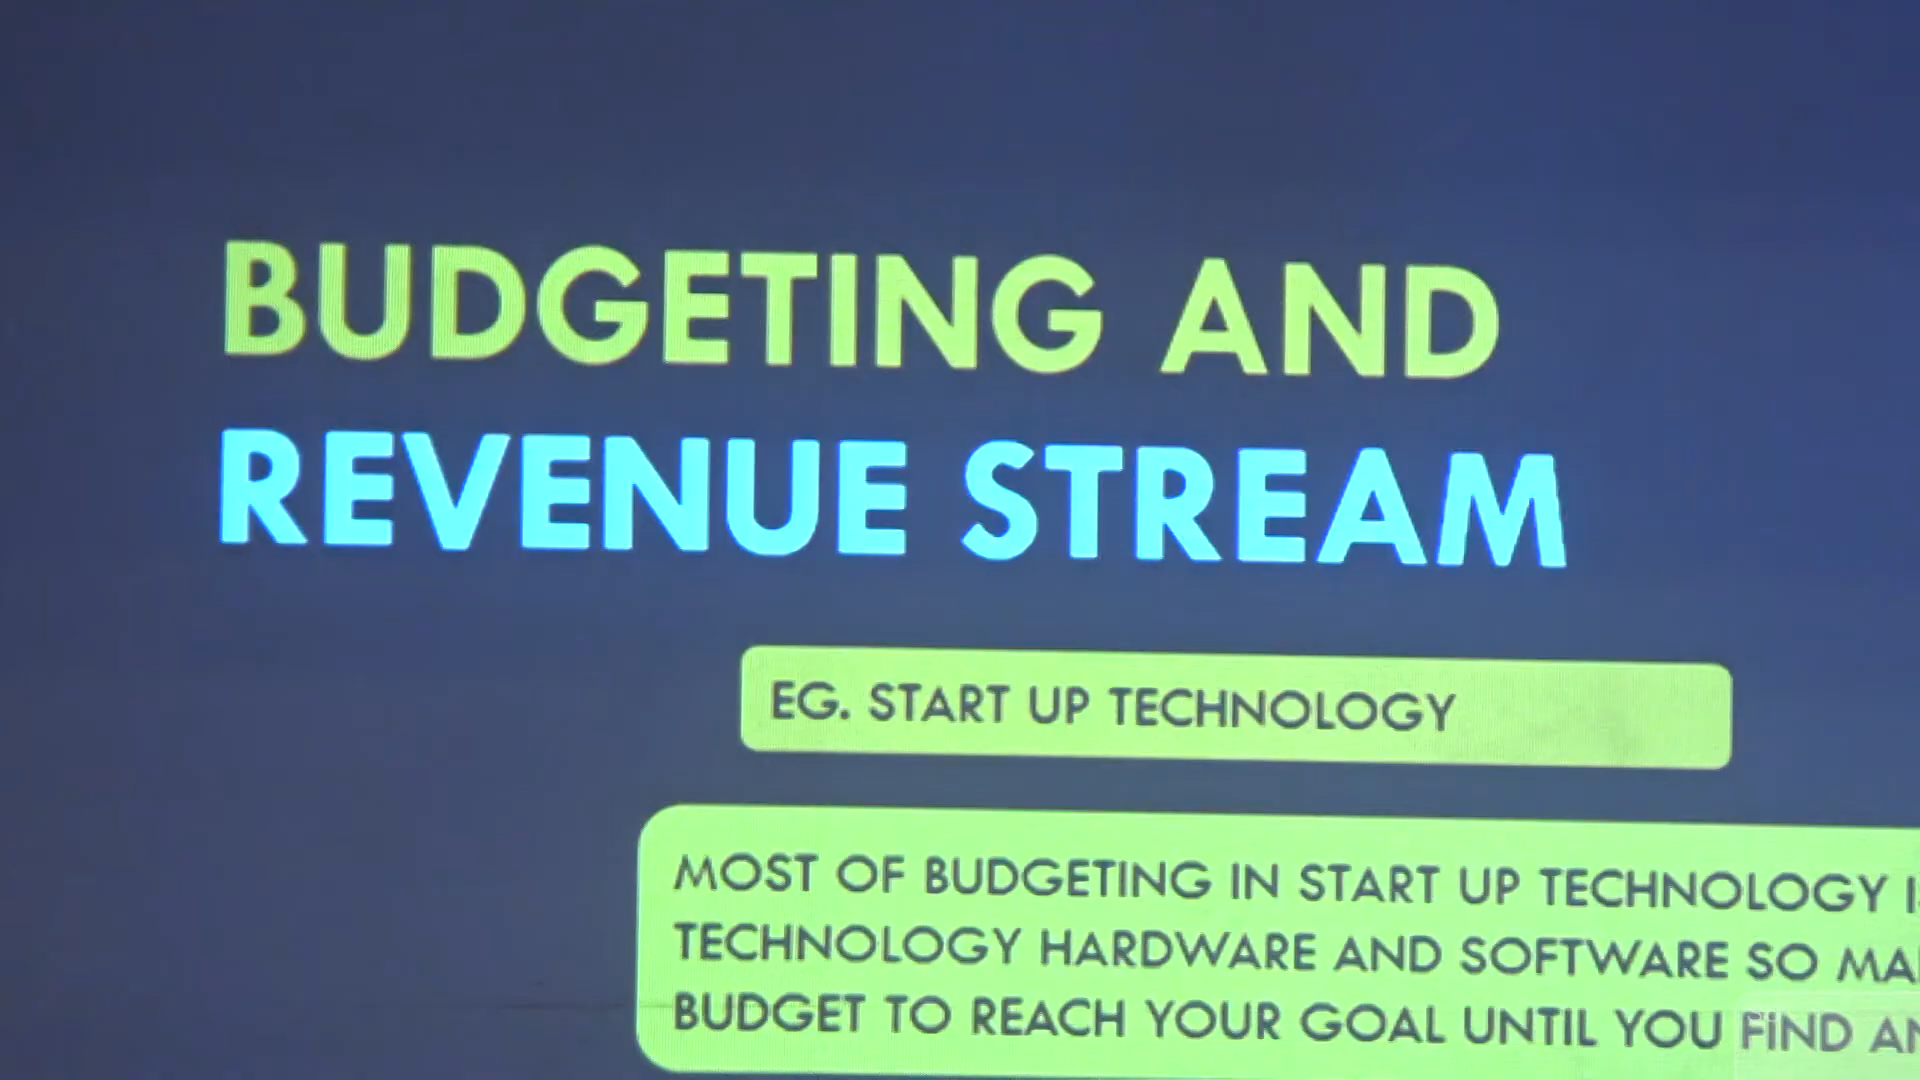 BUDGETING AND
REVENUE STREAM
EG. START UP TECHNOLOGY
MOST OF BUDGETING IN START UP TECHNOLOGY
TECHNOLOGY HARDWARE AND SOFTWARE SO
BUDGET TO REACH YOUR GOAL UNTIL YOU FiND